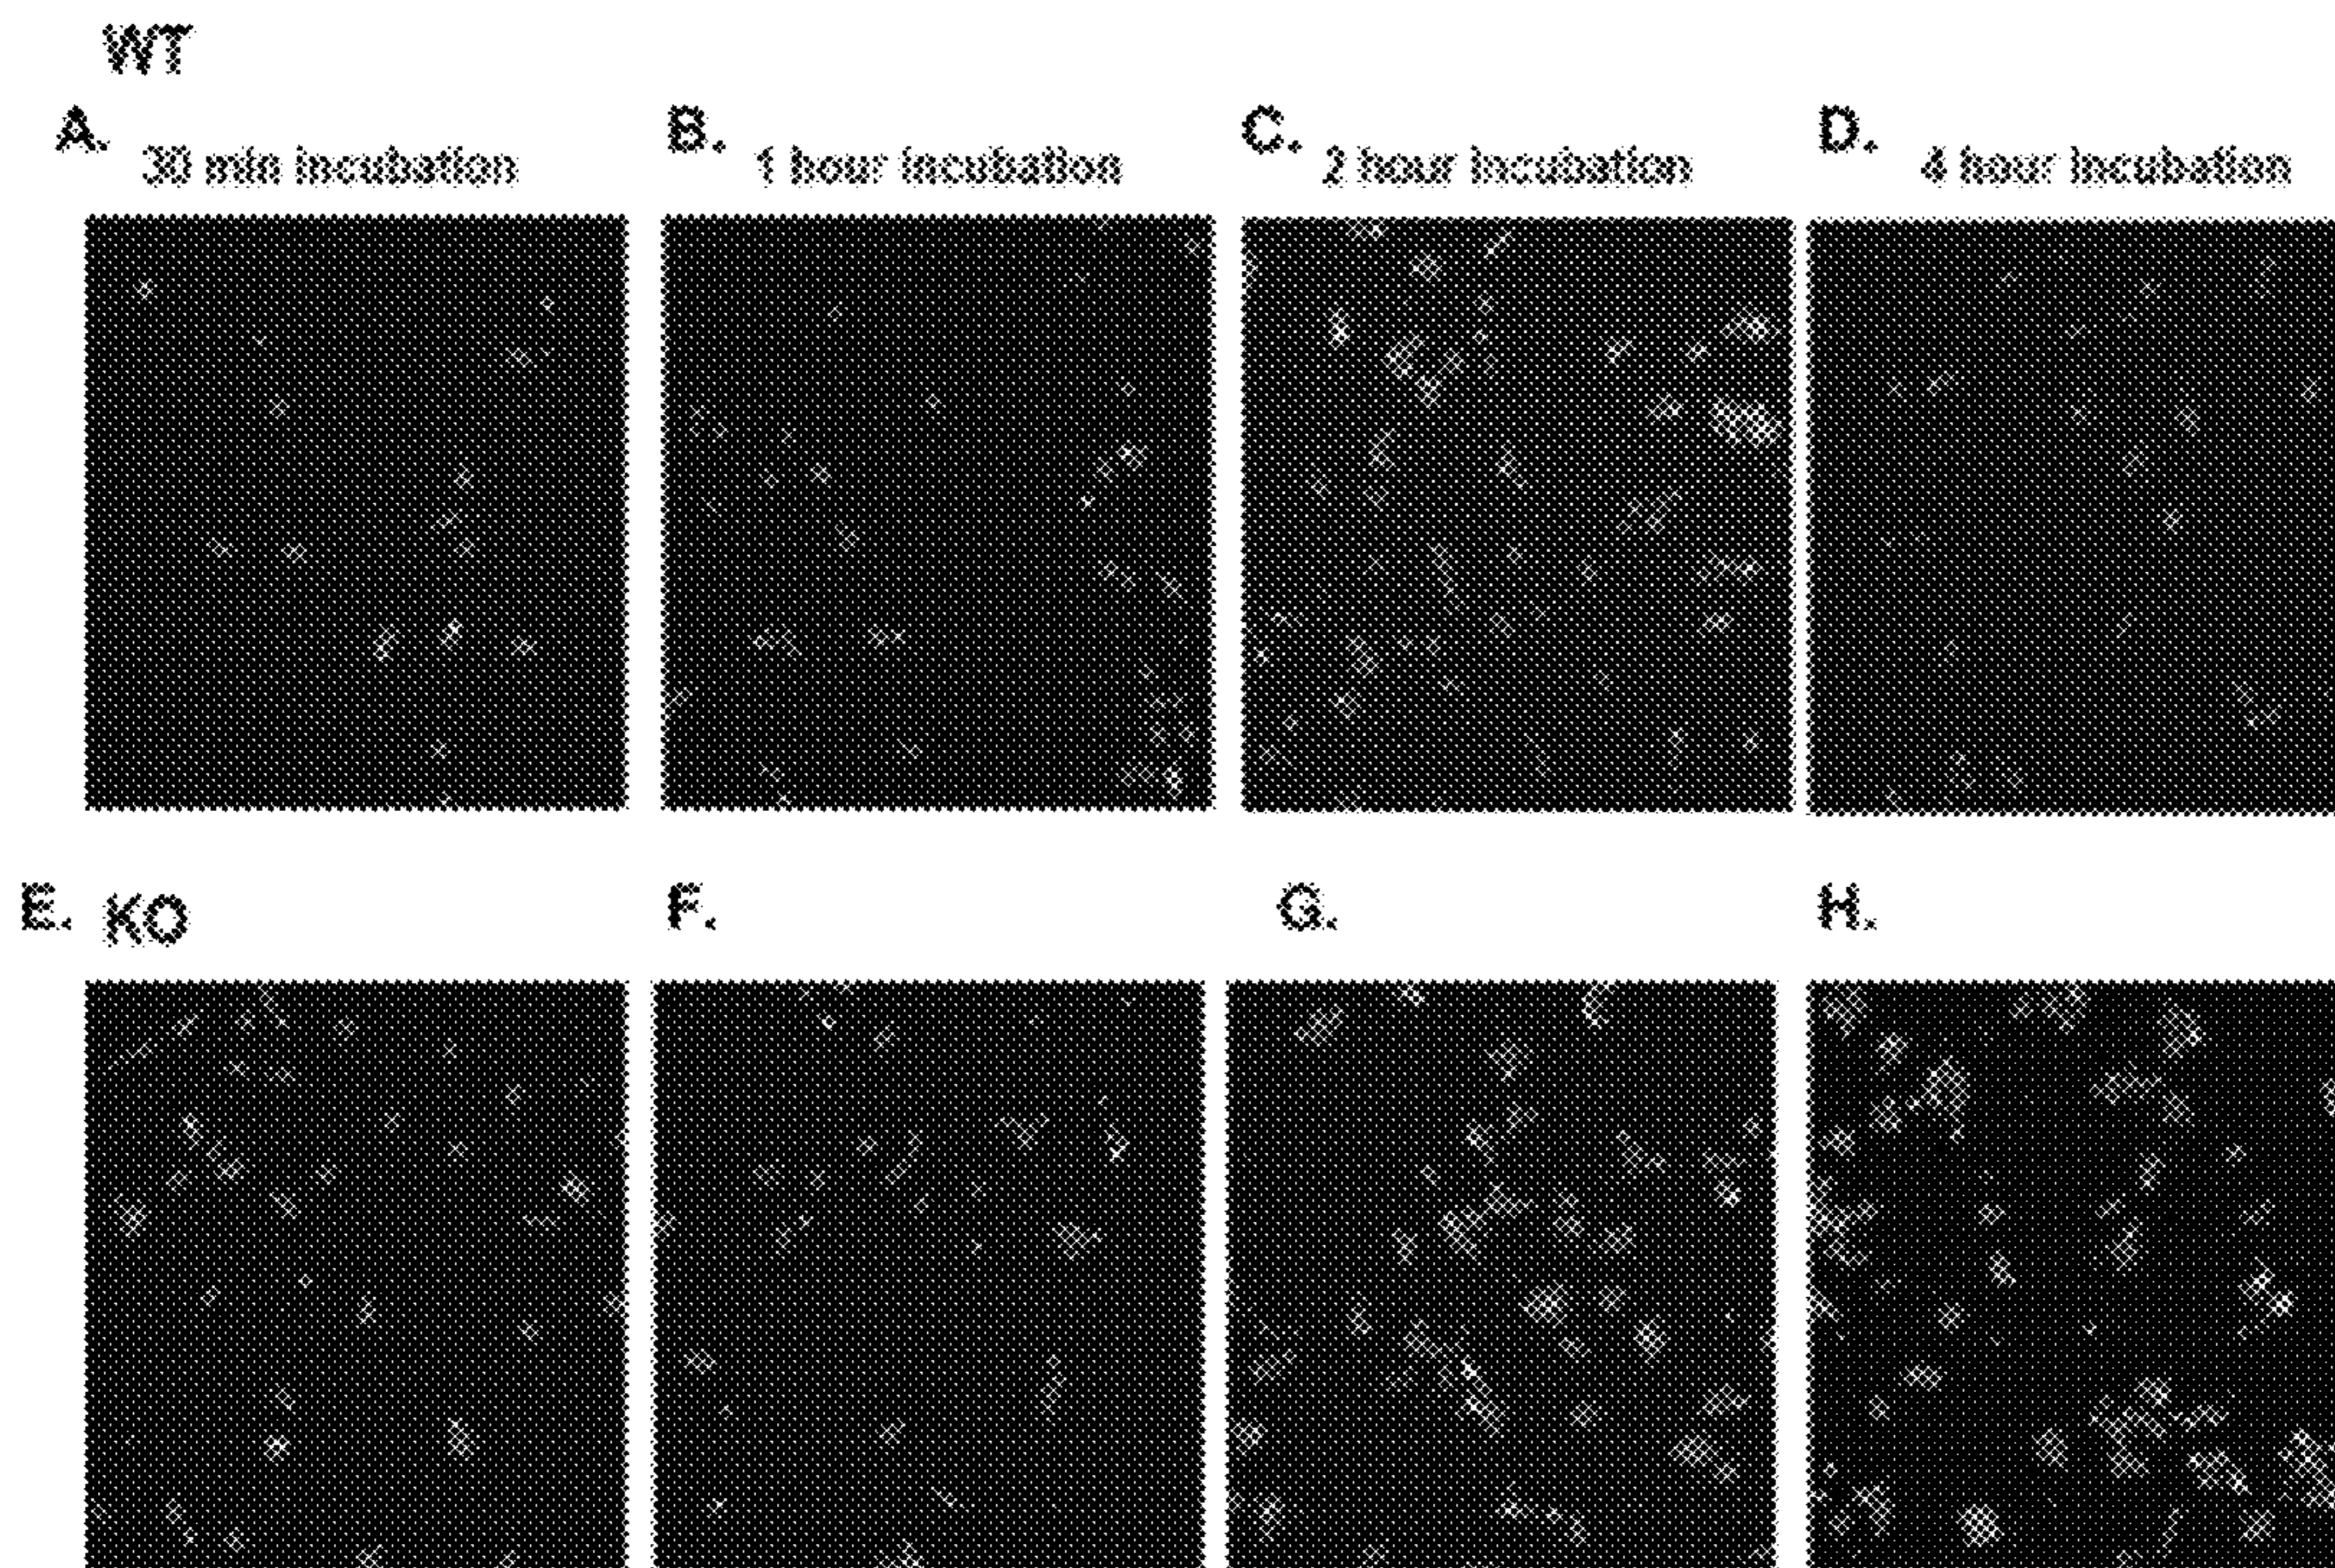 WT
A. 30 min incubation
B. 1 hour incubation
C. 2 hour incubation
D. 4 hour incubation
E. KO
F.
G.
H.